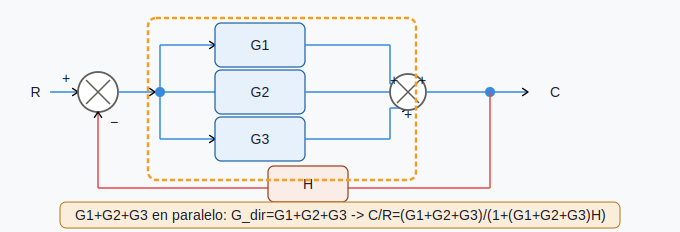 G1
+
R
G2
+
+
C
−
+
G3
H
G1+G2+G3 en paralelo: G_dir=G1+G2+G3 -> C/R=(G1+G2+G3)/(1+(G1+G2+G3)H)